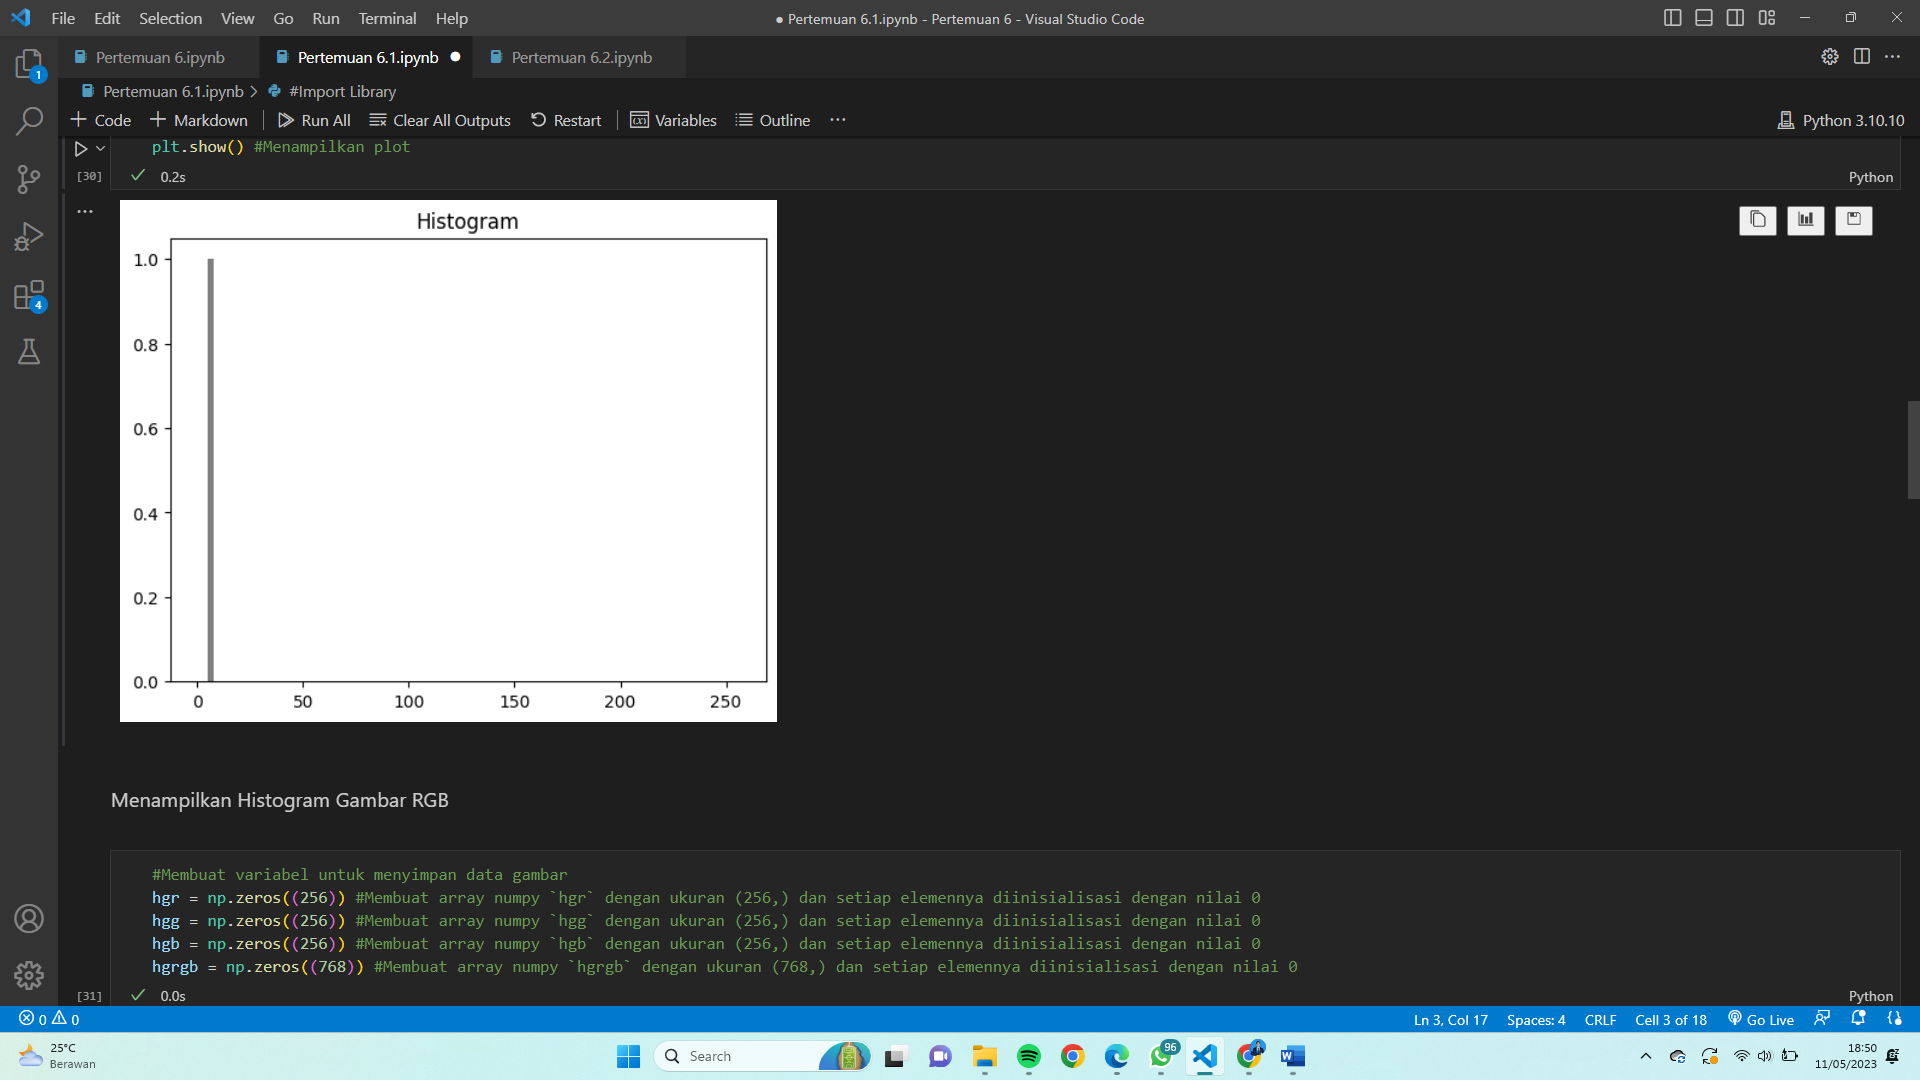 File Edit Selection View Go Run Terminal Help
● Pertemuan 6.1.ipynb - Pertemuan 6 - Visual Studio Code
Pertemuan 6.ipynb
Pertemuan 6.1.ipynb ●
Pertemuan 6.2.ipynb
Pertemuan 6.1.ipynb > #Import Library
+ Code + Markdown | Run All Clear All Outputs Restart | Variables Outline ...
Python 3.10.10
plt.show() #Menampilkan plot
[30] ✓ 0.2s
Python
Histogram
1.0
0.8
0.6
0.4
0.2
0.0
0 50 100 150 200 250
Menampilkan Histogram Gambar RGB
#Membuat variabel untuk menyimpan data gambar
hgr = np.zeros((256)) #Membuat array numpy `hgr` dengan ukuran (256,) dan setiap elemennya diinisialisasi dengan nilai 0
hgg = np.zeros((256)) #Membuat array numpy `hgg` dengan ukuran (256,) dan setiap elemennya diinisialisasi dengan nilai 0
hgb = np.zeros((256)) #Membuat array numpy `hgb` dengan ukuran (256,) dan setiap elemennya diinisialisasi dengan nilai 0
hgrgb = np.zeros((768)) #Membuat array numpy `hgrgb` dengan ukuran (768,) dan setiap elemennya diinisialisasi dengan nilai 0
[31] ✓ 0.0s
Python
1
4
0 0
Ln 3, Col 17 Spaces: 4 CRLF Cell 3 of 18 Go Live
25°C
Berawan
Search
96
18:50
11/05/2023